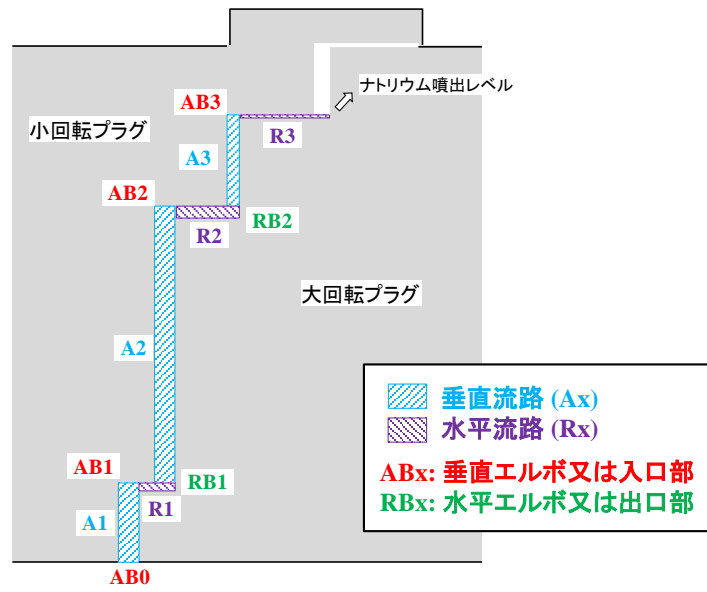 ナトリウム噴出レベル
AB3
小回転プラグ
R3
A3
AB2
RB2
R2
大回転プラグ
A2
AB1
RB1
R1
A1
AB0
垂直流路 (Ax)
水平流路 (Rx)
ABx: 垂直エルボ又は入口部
RBx: 水平エルボ又は出口部